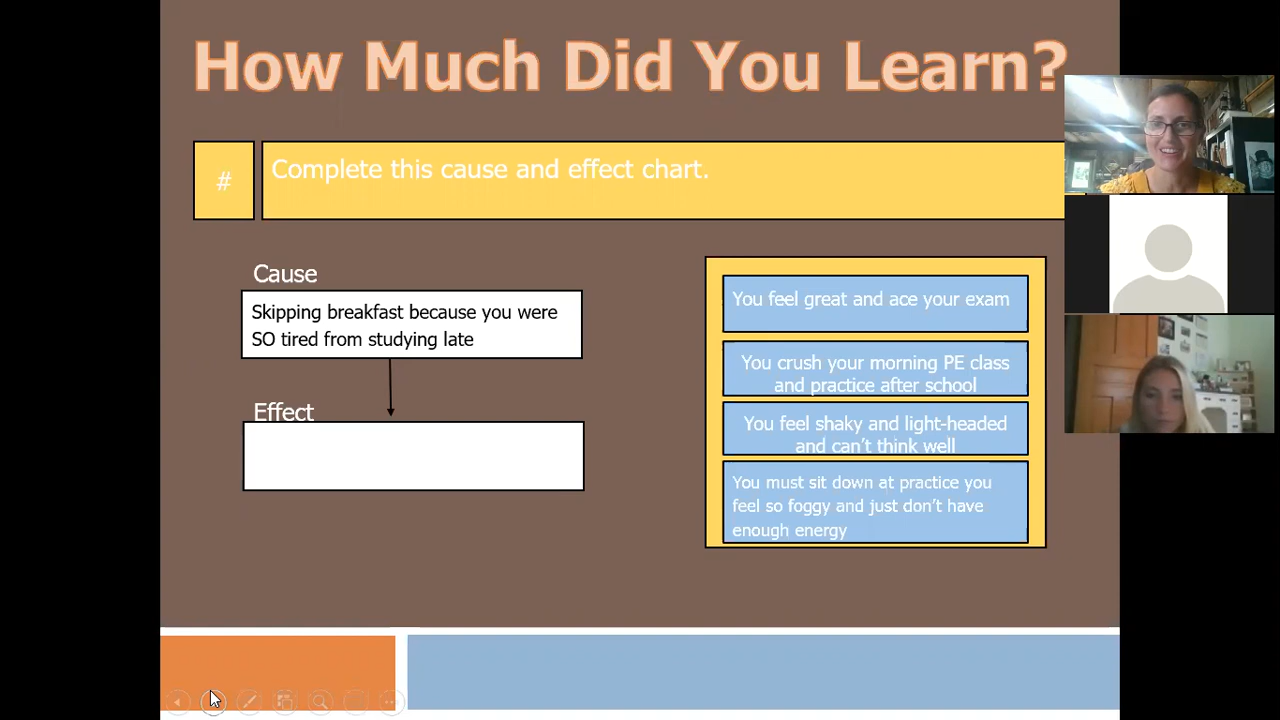 How Much Did You Learn?
#
Complete this cause and effect chart.
Cause
Skipping breakfast because you were
SO tired from studying late
Effect
You feel great and ace your exam
You crush your morning PE class
and practice after school
You feel shaky and light-headed
and can't think well
You must sit down at practice you
feel so foggy and just don't have
enough energy